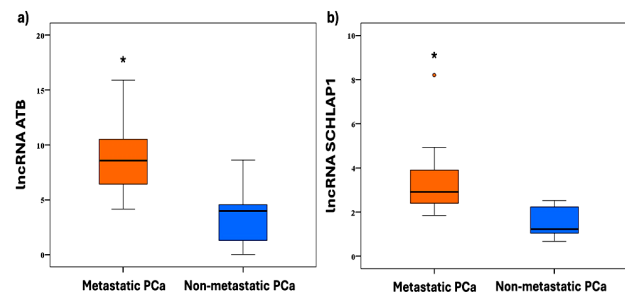 a)
lncRNA ATB
20
15
10
5
0
*
Metastatic PCa
Non-metastatic PCa
b)
lncRNA SCHLAP1
10
8
6
4
2
0
*
Metastatic PCa
Non-metastatic PCa